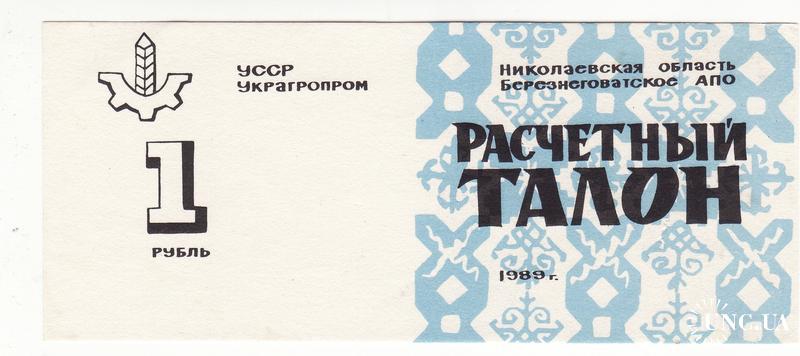 УССР
УКРАГРОПРОМ
1
РУБЛЬ
Николаевская область
Березнеговатское АПО
РАСЧЕТНЫЙ
ТАЛОН
1989 г.
UNC.UA